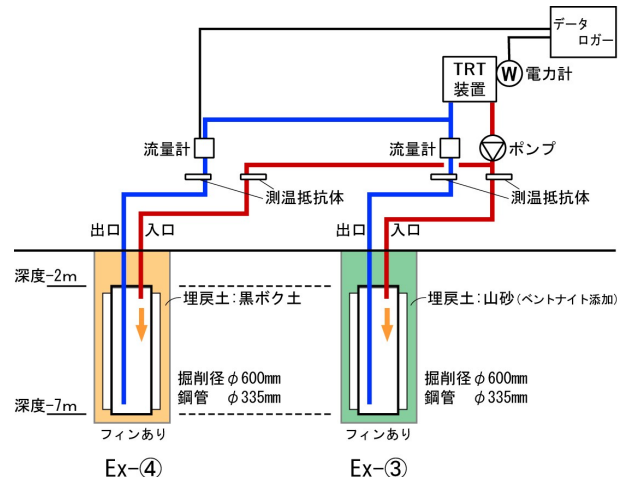 データ
ロガー
TRT
装置
W
電力計
流量計
流量計
ポンプ
測温抵抗体
測温抵抗体
出口
入口
出口
入口
深度-2m
埋戻土:黒ボク土
埋戻土:山砂(ベントナイト添加)
掘削径φ600mm
鋼管 φ335mm
掘削径φ600mm
鋼管 φ335mm
深度-7m
フィンあり
フィンあり
Ex-④
Ex-③